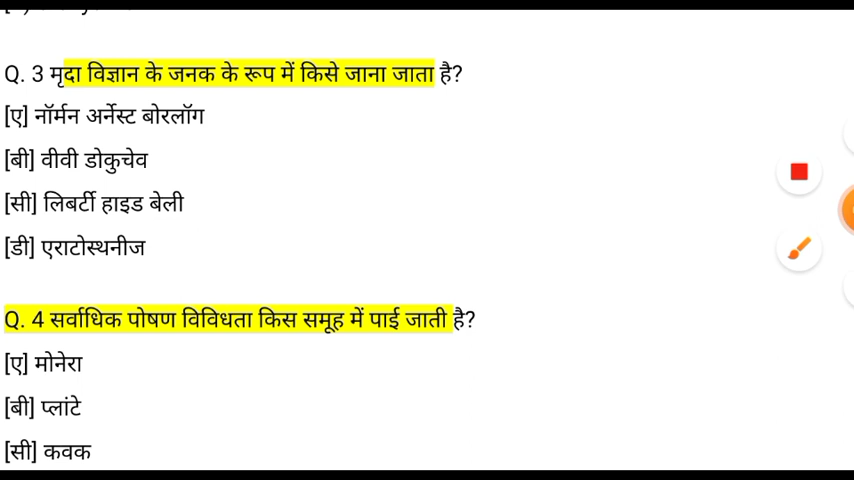 Q. 3 मृदा विज्ञान के जनक के रूप में किसे जाना जाता है?
[ए] नॉर्मन अर्नेस्ट बोरलॉग
[बी] वीवी डोकुचेव
[सी] लिबर्टी हाइड बेली
[डी] एराटोस्थनीज
Q. 4 सर्वाधिक पोषण विविधता किस समूह में पाई जाती है?
[ए] मोनेरा
[बी] प्लांटे
[सी] कवक